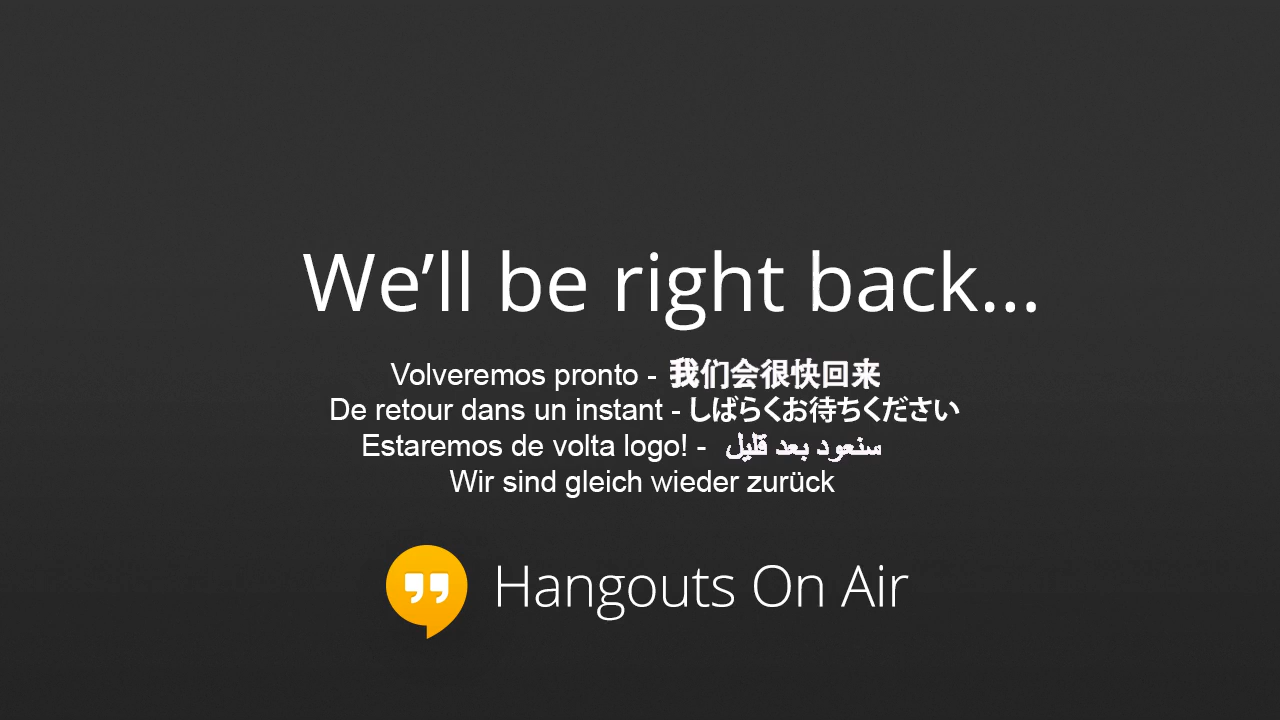 We’ll be right back...
Volveremos pronto - 我们会很快回来
De retour dans un instant - しばらくお待ちください
Estaremos de volta logo! - سنعود بعد قليل
Wir sind gleich wieder zurück
Hangouts On Air